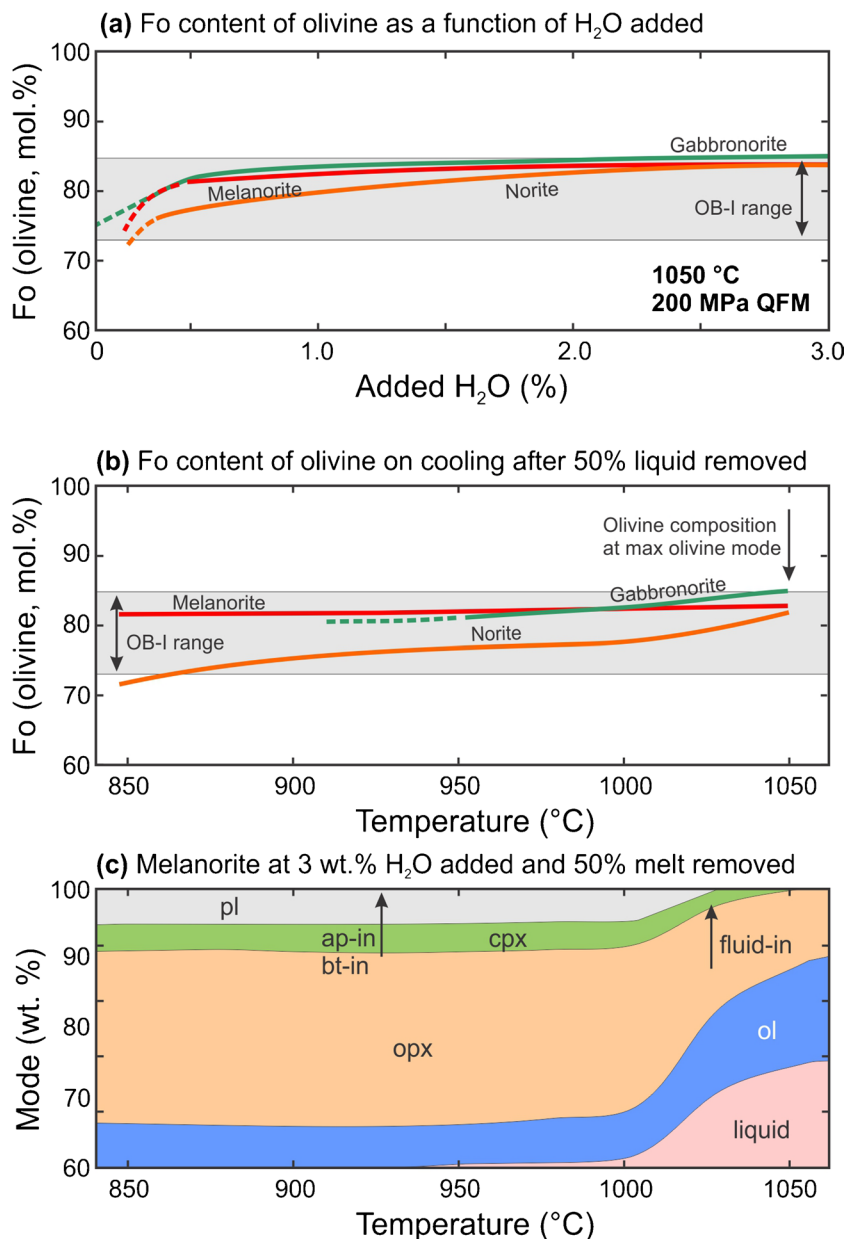 (a) Fo content of olivine as a function of H₂O added
Fo (olivine, mol.%)
100
90
80
70
60
Gabbronorite
Melanorite
Norite
OB-I range
1050 °C
200 MPa QFM
0
1.0
2.0
3.0
Added H₂O (%)
(b) Fo content of olivine on cooling after 50% liquid removed
Fo (olivine, mol.%)
100
90
80
70
60
Olivine composition
at max olivine mode
Melanorite
Gabbronorite
OB-I range
Norite
850
900
950
1000
1050
Temperature (°C)
(c) Melanorite at 3 wt.% H₂O added and 50% melt removed
Mode (wt. %)
100
90
80
70
60
pl
ap-in
bt-in
cpx
fluid-in
opx
ol
liquid
850
900
950
1000
1050
Temperature (°C)